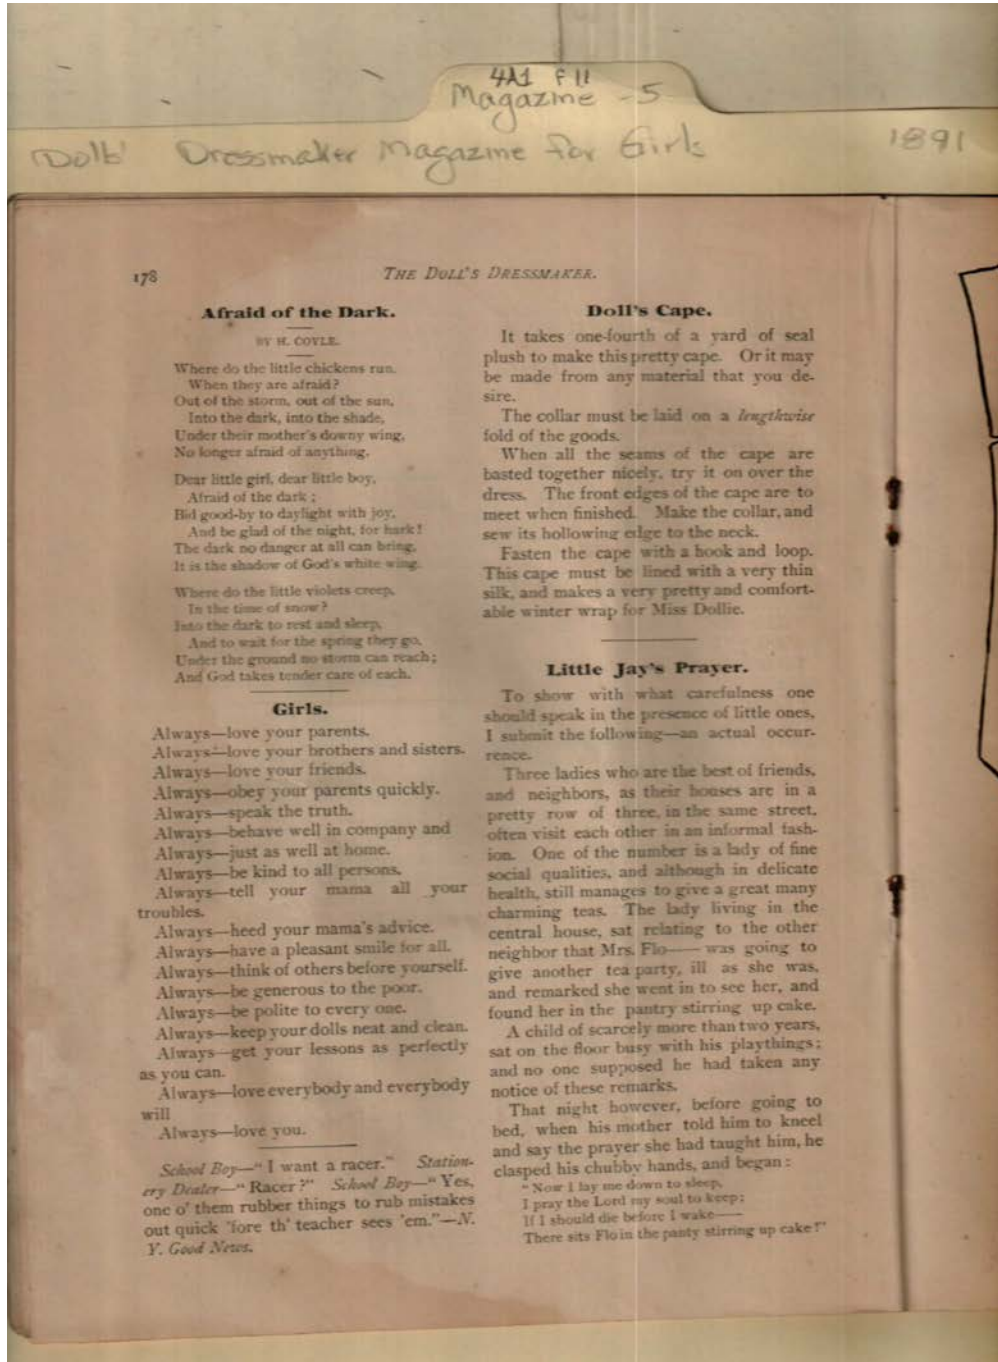 4A1 F11
Magazine - 5
Dolls' Dressmaker Magazine for Girls 1891
178
THE DOLL'S DRESSMAKER.
Afraid of the Dark.
BY H. COYLE.
Where do the little chickens run,
When they are afraid?
Out of the storm, out of the sun,
Into the dark, into the shade,
Under their mother's downy wing,
No longer afraid of anything.
Dear little girl, dear little boy,
Afraid of the dark;
Bid good-by to daylight with joy,
And be glad of the night, for hark!
The dark no danger at all can bring,
It is the shadow of God's white wing.
Where do the little violets creep,
In the time of snow?
Into the dark to rest and sleep,
And to wait for the spring they go,
Under the ground no storm can reach;
And God takes tender care of each.
Girls.
Always—love your parents.
Always—love your brothers and sisters.
Always—love your friends.
Always—obey your parents quickly.
Always—speak the truth.
Always—behave well in company and
Always—just as well at home.
Always—be kind to all persons.
Always—tell your mama all your
troubles.
Always—heed your mama's advice.
Always—have a pleasant smile for all.
Always—think of others before yourself.
Always—be generous to the poor.
Always—be polite to every one.
Always—keep your dolls neat and clean.
Always—get your lessons as perfectly
as you can.
Always—love everybody and everybody
will
Always—love you.
School Boy—"I want a racer." Station-
ery Dealer—"Racer?" School Boy—"Yes,
one o' them rubber things to rub mistakes
out quick 'fore th' teacher sees 'em."—N.
Y. Good News.
Doll's Cape.
It takes one-fourth of a yard of seal
plush to make this pretty cape. Or it may
be made from any material that you de-
sire.
The collar must be laid on a lengthwise
fold of the goods.
When all the seams of the cape are
basted together nicely, try it on over the
dress. The front edges of the cape are to
meet when finished. Make the collar, and
sew its hollowing edge to the neck.
Fasten the cape with a hook and loop.
This cape must be lined with a very thin
silk, and makes a very pretty and comfort-
able winter wrap for Miss Dollie.
Little Jay's Prayer.
To show with what carefulness one
should speak in the presence of little ones,
I submit the following—an actual occur-
rence.
Three ladies who are the best of friends,
and neighbors, as their houses are in a
pretty row of three, in the same street,
often visit each other in an informal fash-
ion. One of the number is a lady of fine
social qualities, and although in delicate
health, still manages to give a great many
charming teas. The lady living in the
central house, sat relating to the other
neighbor that Mrs. Flo—— was going to
give another tea party, ill as she was,
and remarked she went in to see her, and
found her in the pantry stirring up cake.
A child of scarcely more than two years,
sat on the floor busy with his playthings;
and no one supposed he had taken any
notice of these remarks.
That night however, before going to
bed, when his mother told him to kneel
and say the prayer she had taught him, he
clasped his chubby hands, and began:
"Now I lay me down to sleep,
I pray the Lord my soul to keep;
If I should die before I wake——
There sits Flo in the panty stirring up cake!"